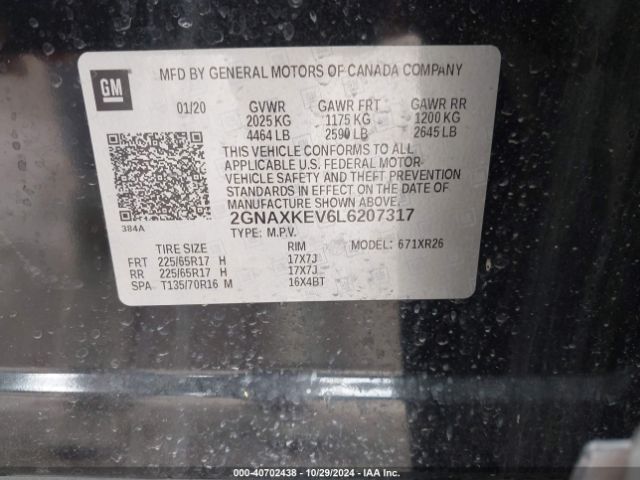 MFD BY GENERAL MOTORS OF CANADA COMPANY
GM
01/20 GVWR GAWR FRT GAWR RR
2025 KG 1175 KG 1200 KG
4464 LB 2590 LB 2645 LB
THIS VEHICLE CONFORMS TO ALL
APPLICABLE U.S. FEDERAL MOTOR
VEHICLE SAFETY AND THEFT PREVENTION
STANDARDS IN EFFECT ON THE DATE OF
MANUFACTURE SHOWN ABOVE.
384A
2GNAXKEV6L6207317
TYPE: M.P.V.
TIRE SIZE RIM MODEL: 671XR26
FRT 225/65R17 H 17X7J
RR 225/65R17 H 17X7J
SPA T135/70R16 M 16X4BT
000-40702438 - 10/29/2024 - IAA Inc.